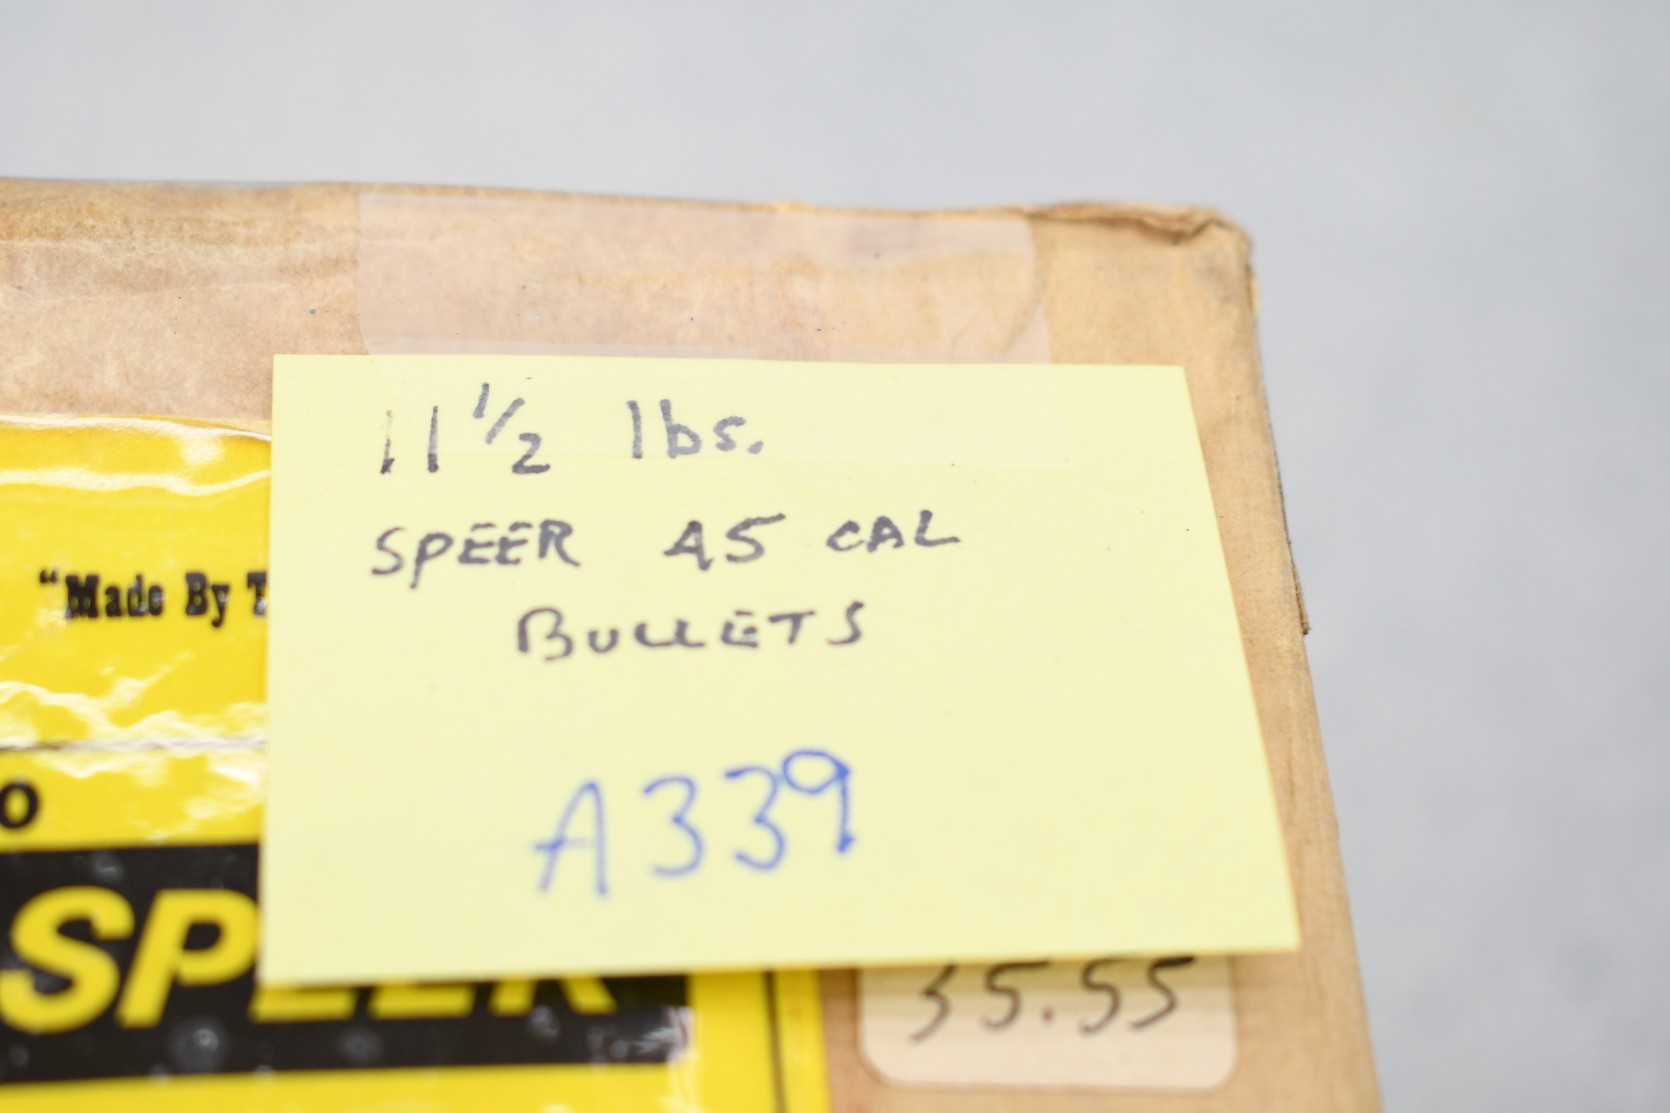 11 1/2 lbs.
SPEER 45 CAL
BULLETS
A339
"Made By
SPEER
35.55